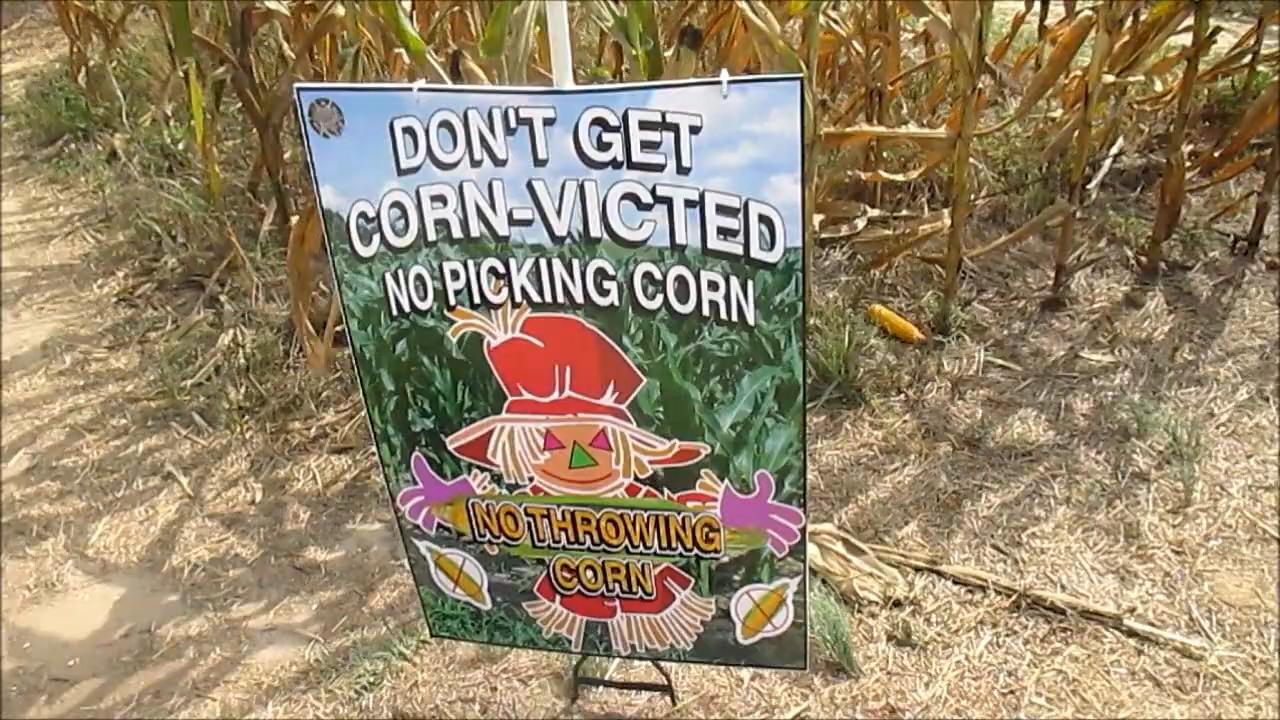 DON'T GET
CORN-VICTED
NO PICKING CORN
NO THROWING
CORN